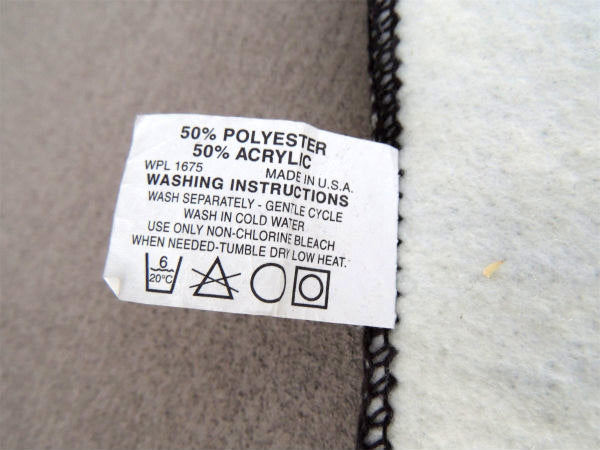 50% POLYESTER
50% ACRYLIC
WPL 1675 MADE IN U.S.A.
WASHING INSTRUCTIONS
WASH SEPARATELY - GENTLE CYCLE
WASH IN COLD WATER
USE ONLY NON-CHLORINE BLEACH
WHEN NEEDED-TUMBLE DRY LOW HEAT.
6
20°C